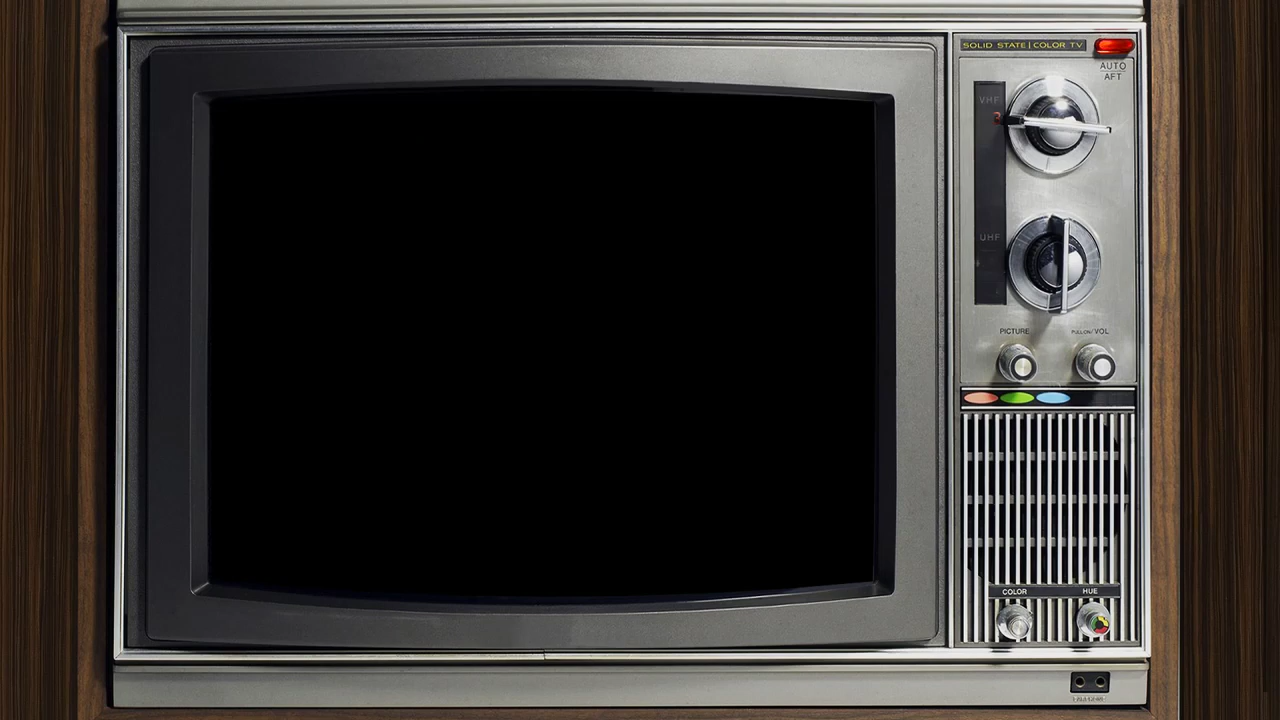 SOLID STATE | COLOR TV
AUTO
AFT
VHF
UHF
PICTURE
PULL ON/ VOL
COLOR
HUE